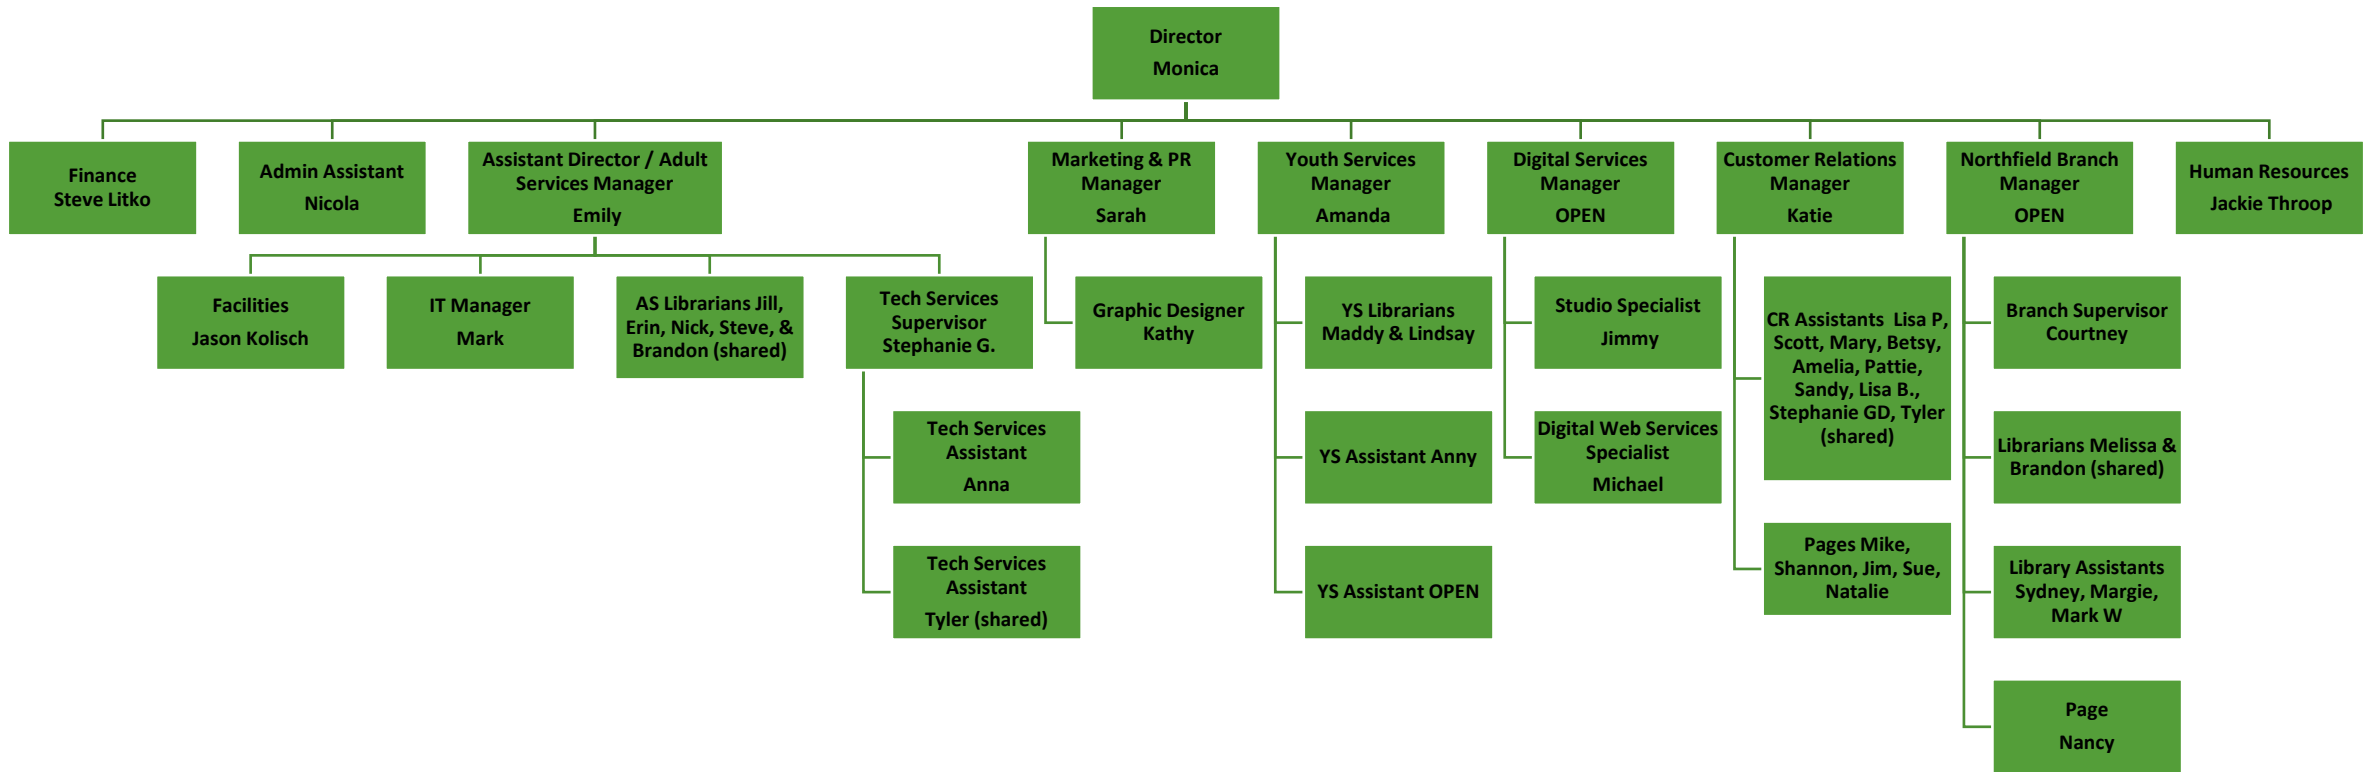 Director
Monica
Finance
Steve Litko
Admin Assistant
Nicola
Assistant Director / Adult
Services Manager
Emily
Marketing & PR
Manager
Sarah
Youth Services
Manager
Amanda
Digital Services
Manager
OPEN
Customer Relations
Manager
Katie
Northfield Branch
Manager
OPEN
Human Resources
Jackie Throop
Facilities
Jason Kolisch
IT Manager
Mark
AS Librarians Jill,
Erin, Nick, Steve, &
Brandon (shared)
Tech Services
Supervisor
Stephanie G.
Tech Services
Assistant
Anna
Tech Services
Assistant
Tyler (shared)
Graphic Designer
Kathy
YS Librarians
Maddy & Lindsay
YS Assistant Anny
YS Assistant OPEN
Studio Specialist
Jimmy
Digital Web Services
Specialist
Michael
CR Assistants  Lisa P,
Scott, Mary, Betsy,
Amelia, Pattie,
Sandy, Lisa B.,
Stephanie GD, Tyler
(shared)
Pages Mike,
Shannon, Jim, Sue,
Natalie
Branch Supervisor
Courtney
Librarians Melissa &
Brandon (shared)
Library Assistants
Sydney, Margie,
Mark W
Page
Nancy